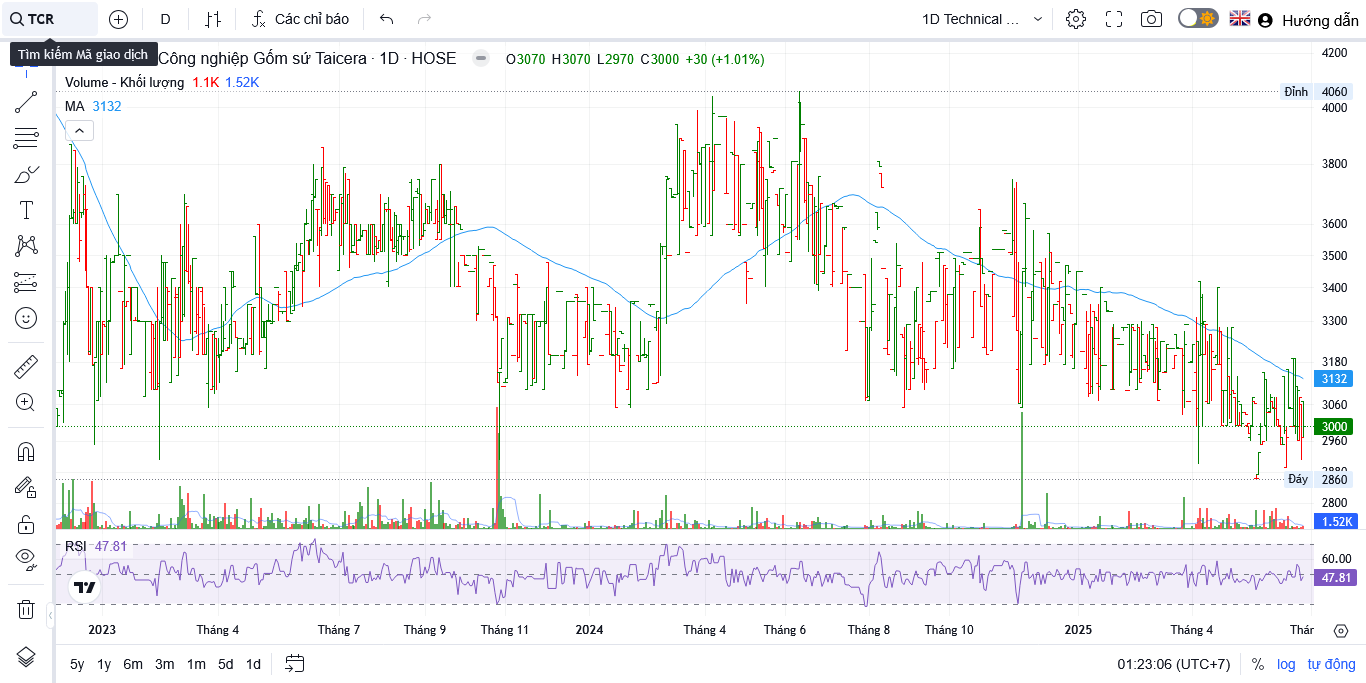 TCR
D
Các chỉ báo
1D Technical ...
Hướng dẫn
Tìm kiếm Mã giao dịch
Công nghiệp Gốm sứ Taicera · 1D · HOSE
O3070 H3070 L2970 C3000 +30 (+1.01%)
Volume - Khối lượng 1.1K 1.52K
MA 3132
4200
Đỉnh 4060
4000
3800
3600
3500
3400
3300
3180
3132
3060
3000
2960
2880
Đáy 2860
2800
1.52K
RSI 47.81
60.00
47.81
2023 Tháng 4 Tháng 7 Tháng 9 Tháng 11 2024 Tháng 4 Tháng 6 Tháng 8 Tháng 10 2025 Tháng 4 Thár
5y 1y 6m 3m 1m 5d 1d
01:23:06 (UTC+7) % log tự động